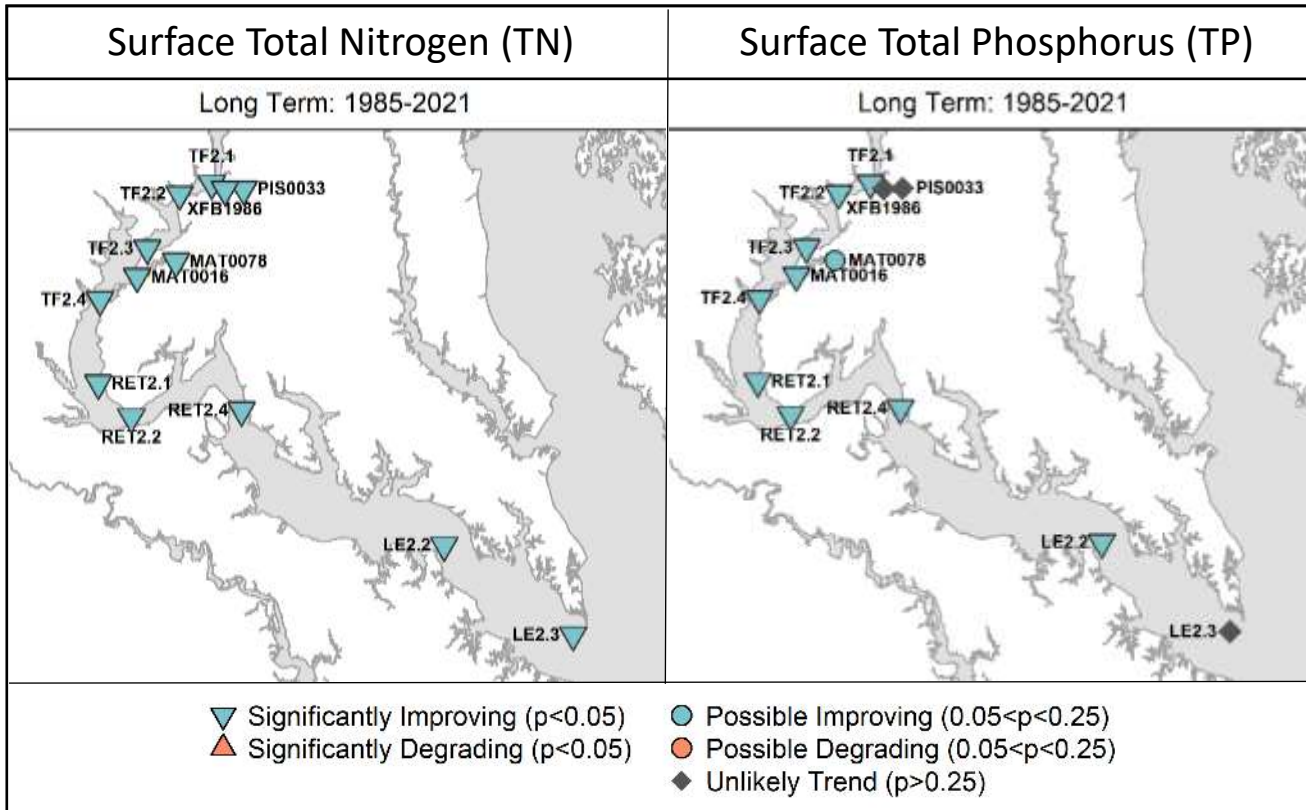 Surface Total Nitrogen (TN)
Surface Total Phosphorus (TP)
Long Term: 1985-2021
TF2.1
TF2.2
PIS0033
XFB1986
TF2.3
MAT0078
MAT0016
TF2.4
RET2.1
RET2.4
RET2.2
LE2.2
LE2.3
Long Term: 1985-2021
TF2.1
TF2.2
PIS0033
XFB1986
TF2.3
MAT0078
MAT0016
TF2.4
RET2.1
RET2.4
RET2.2
LE2.2
LE2.3
Significantly Improving (p<0.05)
Significantly Degrading (p<0.05)
Possible Improving (0.05<p<0.25)
Possible Degrading (0.05<p<0.25)
Unlikely Trend (p>0.25)